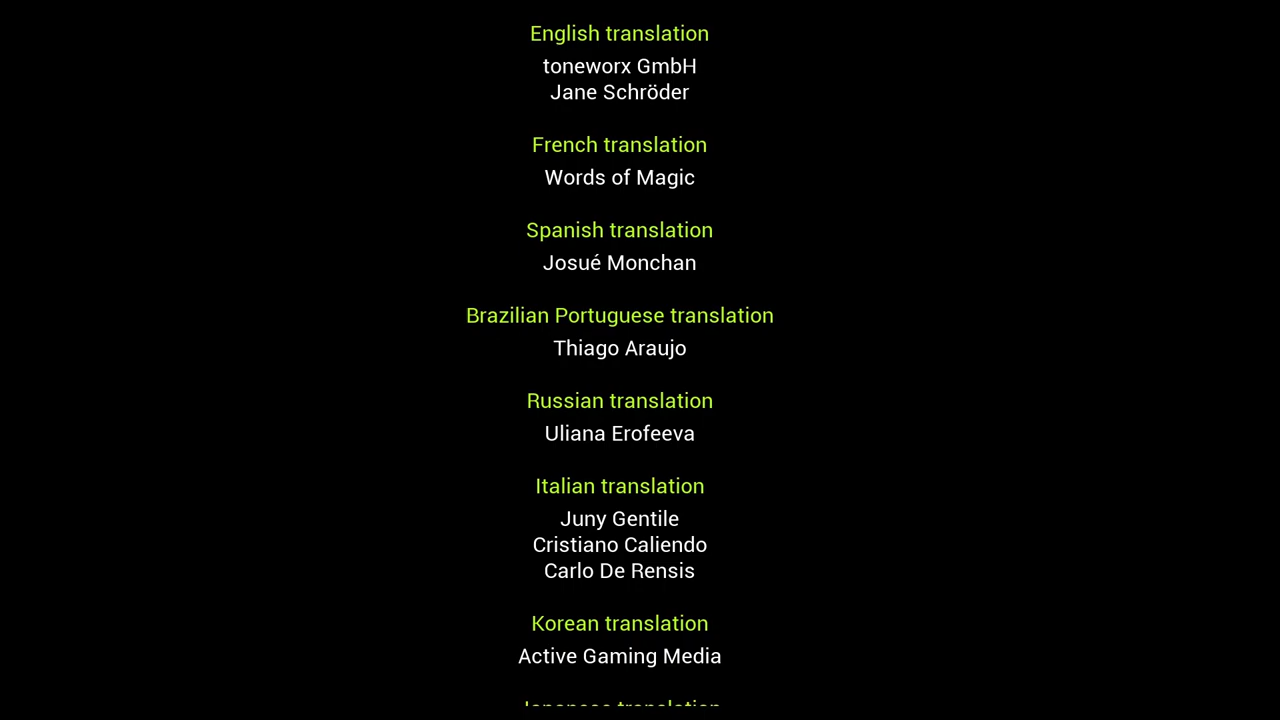 English translation
toneworx GmbH
Jane Schröder
French translation
Words of Magic
Spanish translation
Josué Monchan
Brazilian Portuguese translation
Thiago Araujo
Russian translation
Uliana Erofeeva
Italian translation
Juny Gentile
Cristiano Caliendo
Carlo De Rensis
Korean translation
Active Gaming Media
Japanese translation